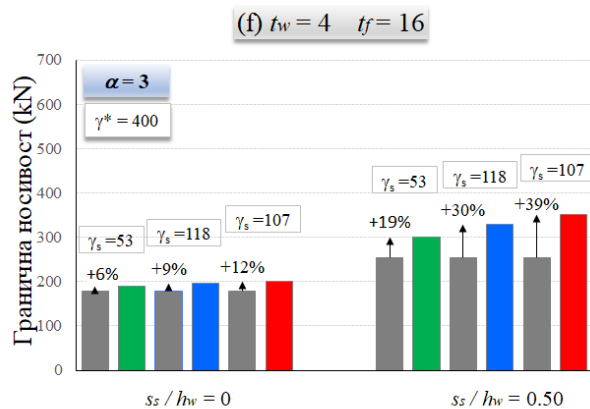 (f) tw = 4 tf = 16
Гранична носивост (kN)
700
600
500
400
300
200
100
0
α = 3
γ* = 400
γs =53
γs =118
γs =107
+6%
+9%
+12%
γs =53
γs =118
γs =107
+19%
+30%
+39%
ss / hw = 0
ss / hw = 0.50